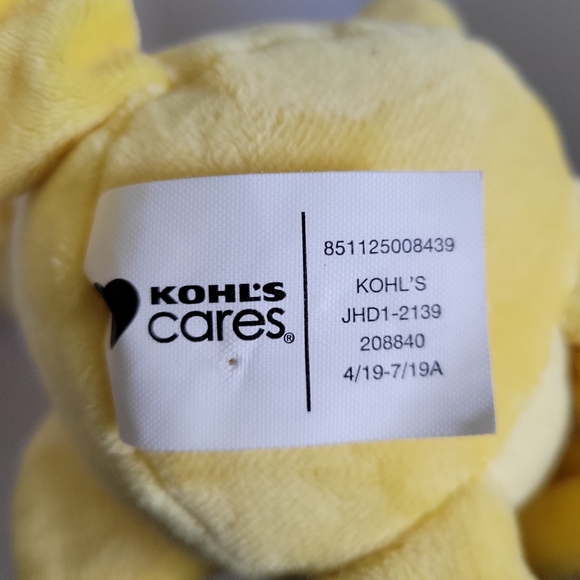 KOHL'S
cares®
851125008439
KOHL'S
JHD1-2139
208840
4/19-7/19A